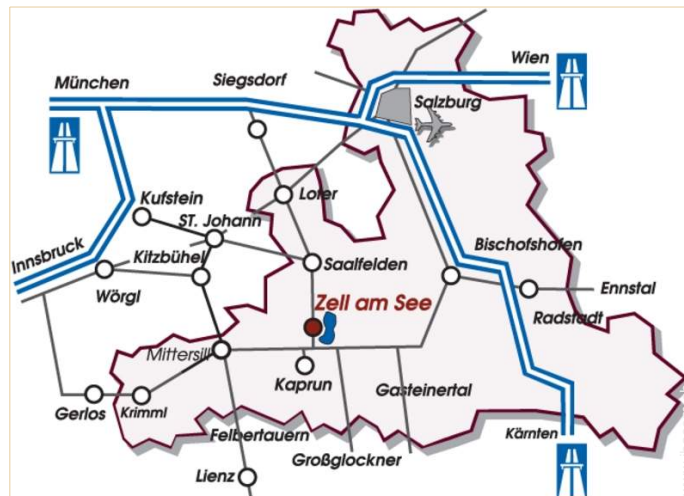 Wien
München
Siegsdorf
Salzburg
Kufstein
Lofer
ST. Johann
Kitzbühel
Bischofshofen
Innsbruck
Saalfelden
Wörgl
Ennstal
Zell am See
Radstadt
Mittersill
Kaprun
Gasteinertal
Gerlos
Krimml
Felbertauern
Kärnten
Großglockner
Lienz